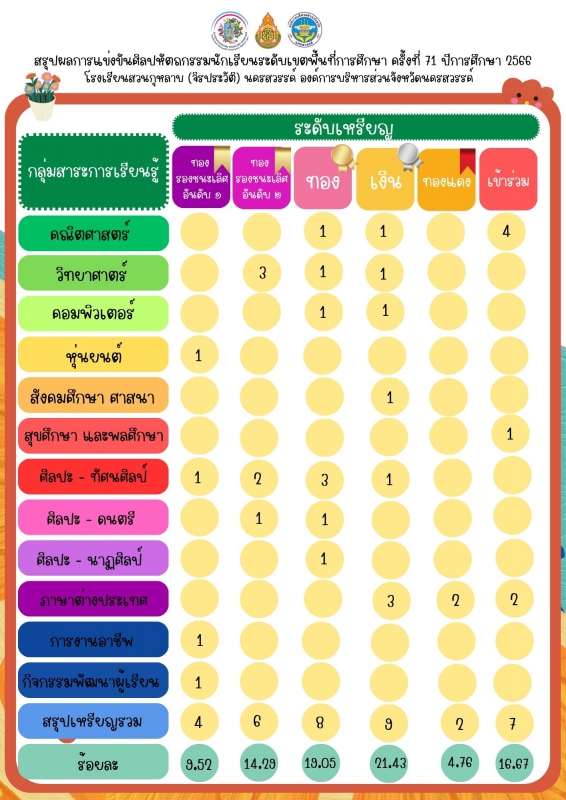 สรุปผลการแข่งขันศิลปหัตถกรรมนักเรียนระดับเขตพื้นที่การศึกษา ครั้งที่ 71 ปีการศึกษา 2566
โรงเรียนสวนกุหลาบ (จิรประวัติ) นครสวรรค์ องค์การบริหารส่วนจังหวัดนครสวรรค์
ระดับเหรียญ
กลุ่มสาระการเรียนรู้
ทอง รองชนะเลิศ อันดับ ๑
ทอง รองชนะเลิศ อันดับ ๒
ทอง
เงิน
ทองแดง
เข้าร่วม
คณิตศาสตร์ 1 1 4
วิทยาศาตร์ 3 1 1
คอมพิวเตอร์ 1 1
หุ่นยนต์ 1
สังคมศึกษา ศาสนา 1
สุขศึกษา และพลศึกษา 1
ศิลปะ - ทัศนศิลป์ 1 2 3 1
ศิลปะ - ดนตรี 1 1
ศิลปะ - นาฏศิลป์ 1
ภาษาต่างประเทศ 3 2 2
การงานอาชีพ 1
กิจกรรมพัฒนาผู้เรียน 1
สรุปเหรียญรวม 4 6 8 9 2 7
ร้อยละ 9.52 14.29 19.05 21.43 4.76 16.67